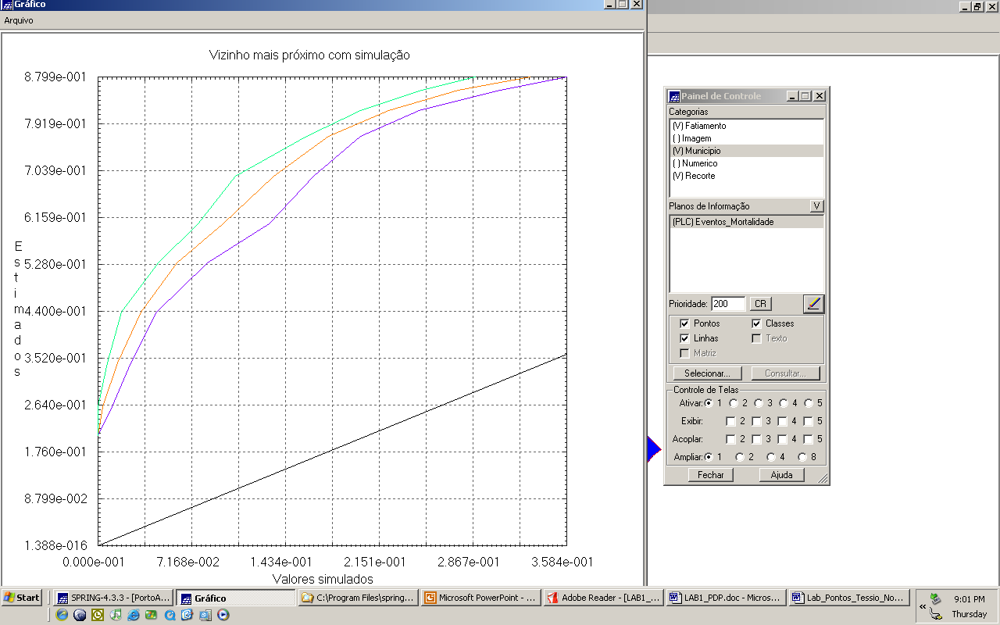 Gráfico
Arquivo
Vizinho mais próximo com simulação
8.799e-001
7.919e-001
7.039e-001
6.159e-001
5.280e-001
4.400e-001
3.520e-001
2.640e-001
1.760e-001
8.799e-002
1.388e-016
Estimados
0.000e-001 7.168e-002 1.434e-001 2.151e-001 2.867e-001 3.584e-001
Valores simulados
Painel de Controle
Categorias
(V) Fatiamento
( ) Imagem
(V) Municipio
( ) Numerico
(V) Recorte
Planos de Informação V
(PLC) Eventos_Mortalidade
Prioridade: 200 CR
Pontos Classes
Linhas Texto
Matriz
Selecionar... Consultar...
Controle de Telas
Ativar: 1 2 3 4 5
Exibir: 2 3 4 5
Acoplar: 2 3 4 5
Ampliar: 1 2 4 8
Fechar Ajuda
Start SPRING-4.3.3 - [PortoA... Gráfico C:\Program Files\spring... Microsoft PowerPoint - ... Adobe Reader - [LAB1_... LAB1_PDP.doc - Micros... Lab_Pontos_Tessio_No... « 9:01 PM
Thursday